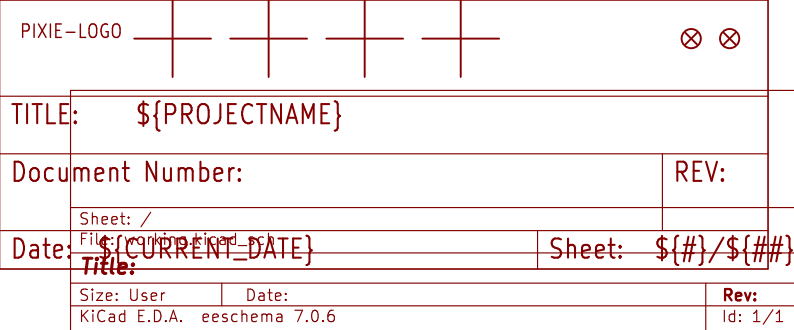 PIXIE-LOGO
TITLE: ${PROJECTNAME}
Document Number: REV:
Sheet: /
File: working.kicad_sch
Date: ${CURRENT_DATE} Sheet: ${#}/${##}
Title:
Size: User Date: Rev:
KiCad E.D.A. eeschema 7.0.6 Id: 1/1